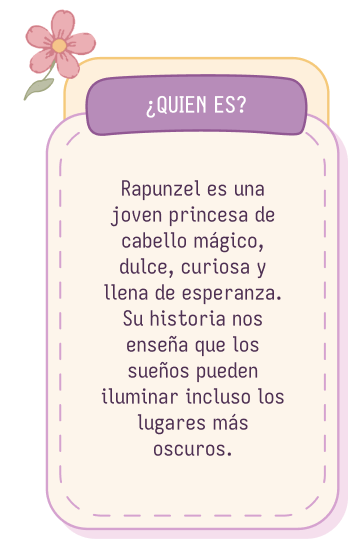 ¿QUIEN ES?
Rapunzel es una
joven princesa de
cabello mágico,
dulce, curiosa y
llena de esperanza.
Su historia nos
enseña que los
sueños pueden
iluminar incluso los
lugares más
oscuros.